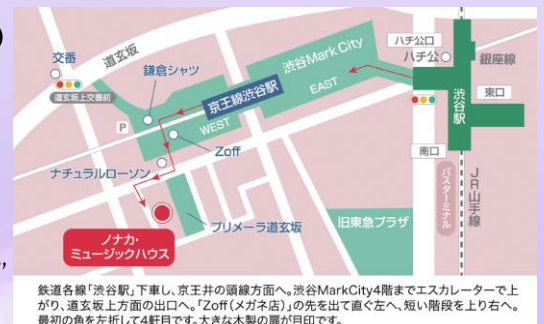 交番
道玄坂
道玄坂上交番前
鎌倉シャツ
P
京王線渋谷駅
WEST
渋谷Mark City
EAST
ハチ公口
ハチ公
銀座線
渋谷駅
東口
南口
バスターミナル
JR山手線
Zoff
ナチュラルローソン
プリメーラ道玄坂
旧東急プラザ
ノナカ・
ミュージックハウス
鉄道各線「渋谷駅」下車し、京王井の頭線方面へ。渋谷MarkCity4階までエスカレーターで上
がり、道玄坂上方面の出口へ。「Zoff(メガネ店)」の先を出て直ぐ左へ、短い階段を上り右へ。
最初の角を左折して4軒目です。大きな木製の扉が目印です。